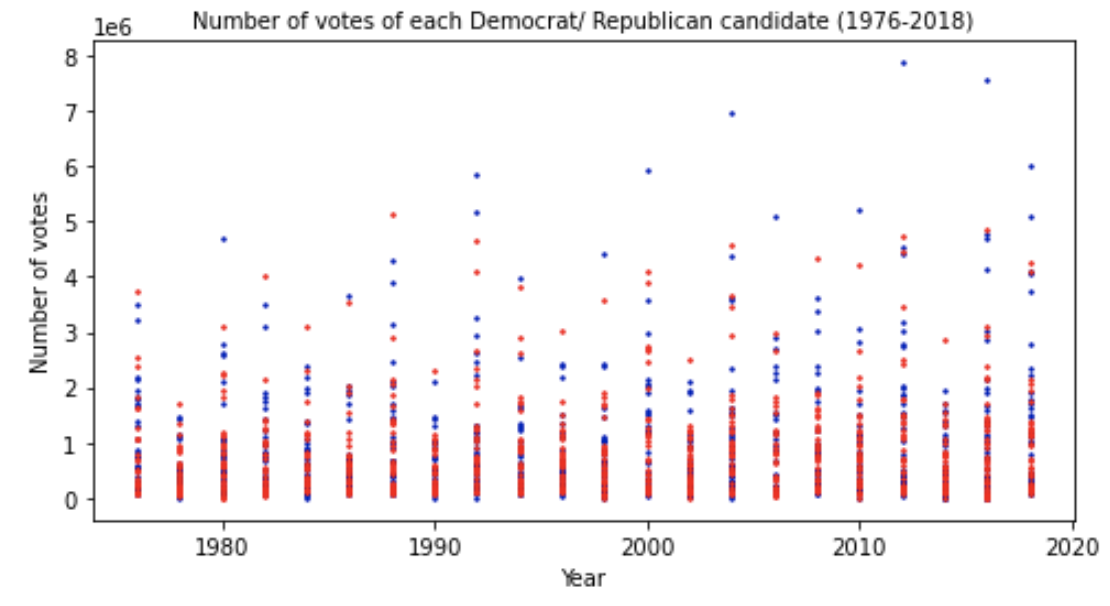 Number of votes of each Democrat/ Republican candidate (1976-2018)
1e6
8
7
6
5
4
3
2
1
0
Number of votes
1980 1990 2000 2010 2020
Year